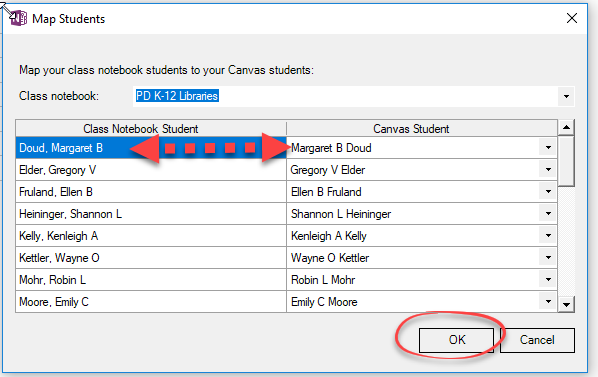 Map Students
Map your class notebook students to your Canvas students:
Class notebook: PD K-12 Libraries
Class Notebook Student Canvas Student
Doud, Margaret B Margaret B Doud
Elder, Gregory V Gregory V Elder
Fruland, Ellen B Ellen B Fruland
Heininger, Shannon L Shannon L Heininger
Kelly, Kenleigh A Kenleigh A Kelly
Kettler, Wayne O Wayne O Kettler
Mohr, Robin L Robin L Mohr
Moore, Emily C Emily C Moore
OK Cancel